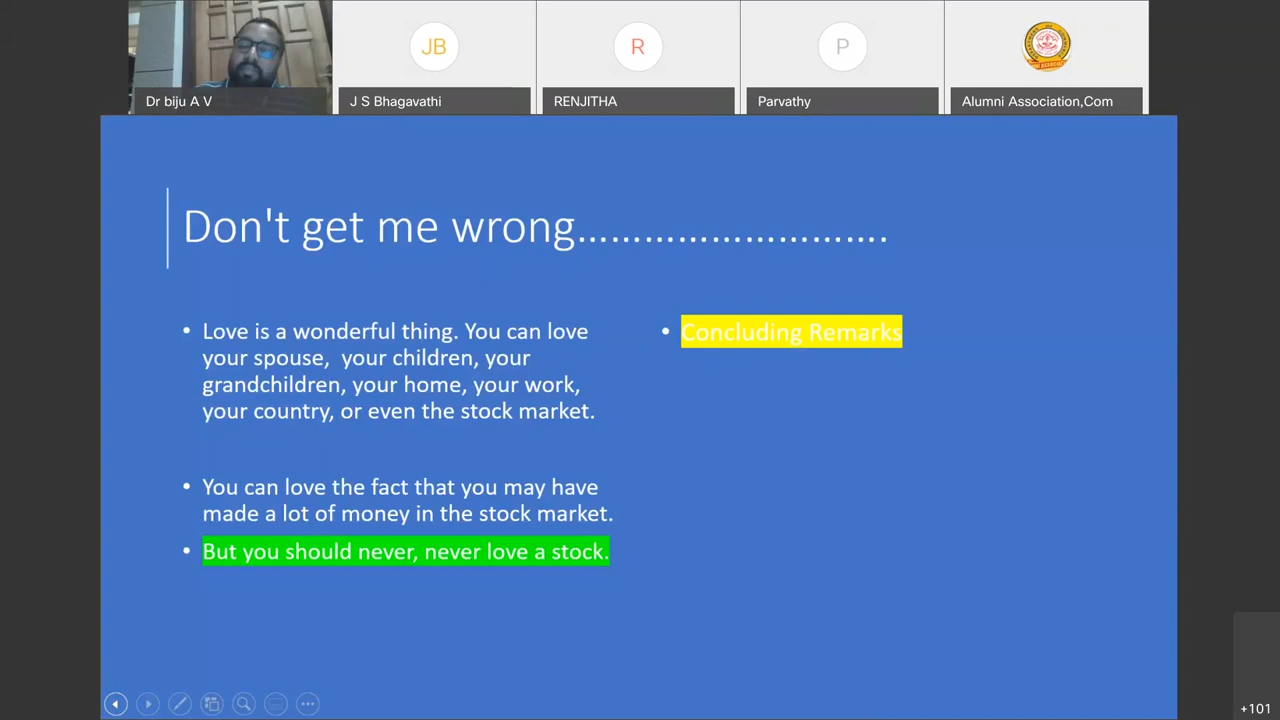 JB
R
P
Dr biju A V
J S Bhagavathi
RENJITHA
Parvathy
Alumni Association,Com
Don't get me wrong............................
• Love is a wonderful thing. You can love
your spouse, your children, your
grandchildren, your home, your work,
your country, or even the stock market.
• You can love the fact that you may have
made a lot of money in the stock market.
• But you should never, never love a stock.
• Concluding Remarks
+101